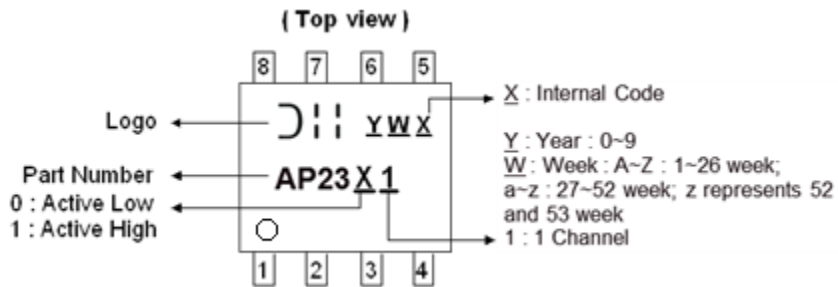 ( Top view )
8 7 6 5
Logo
Y W X
X : Internal Code
Part Number
AP23 X 1
0 : Active Low
1 : Active High
Y : Year : 0~9
W : Week : A~Z : 1~26 week;
a~z : 27~52 week; z represents 52
and 53 week
1 : 1 Channel
1 2 3 4